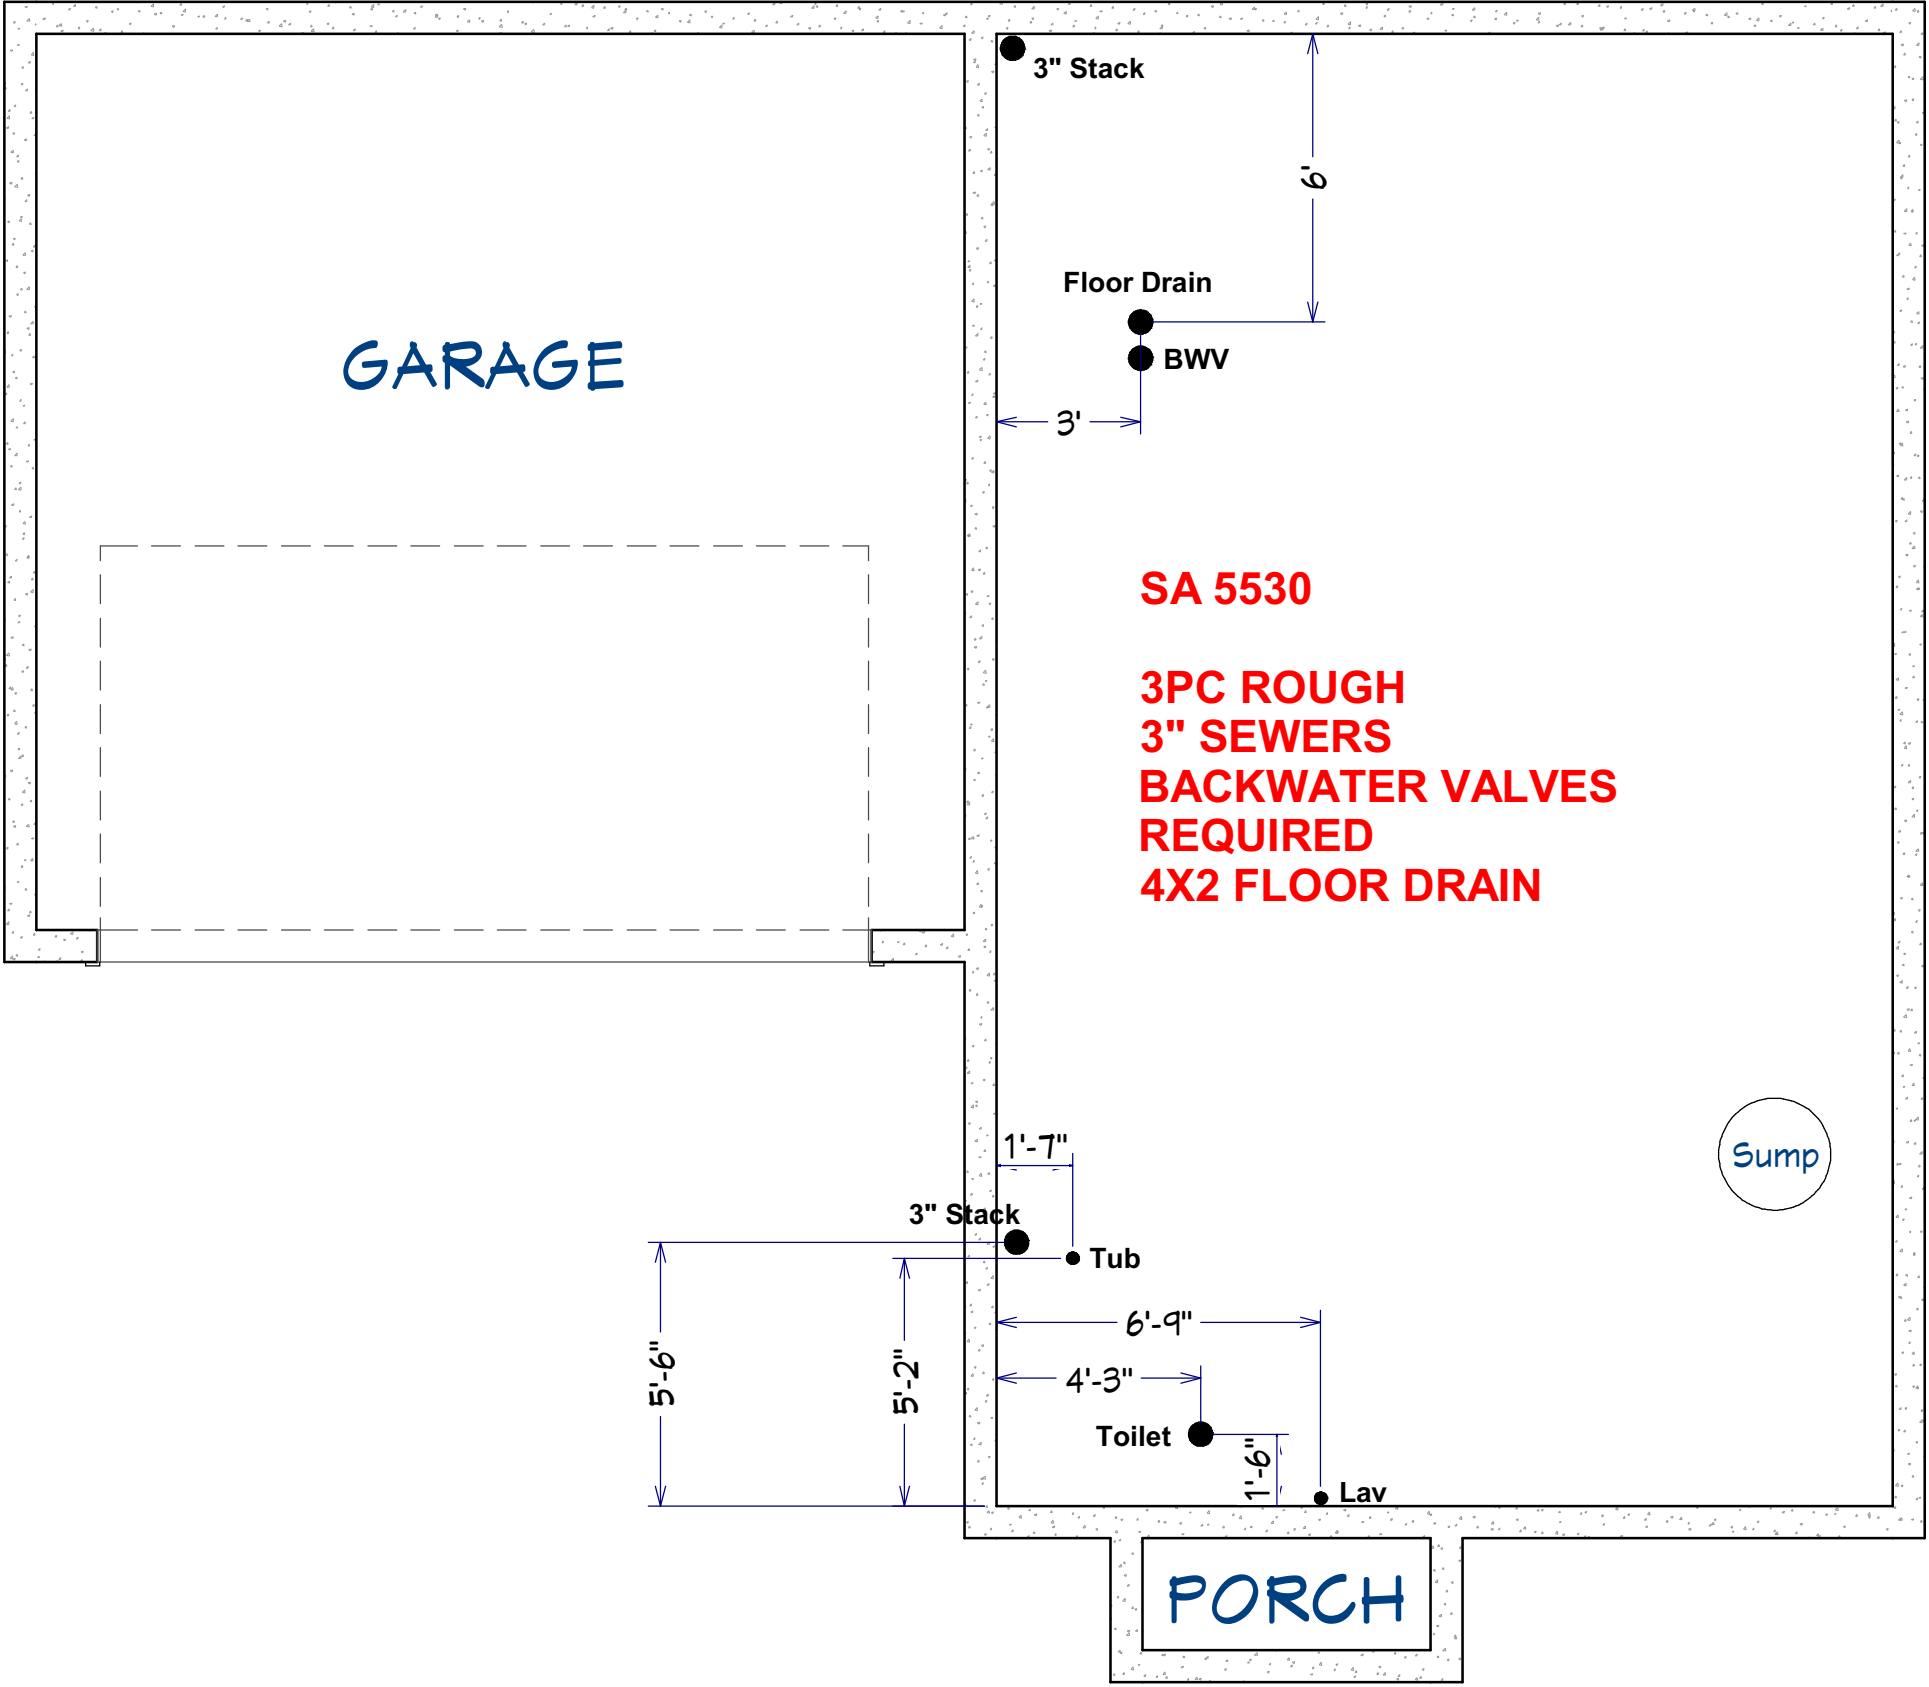 3" Stack
6'
Floor Drain
GARAGE
BWV
3'
SA 5530
3PC ROUGH
3" SEWERS
BACKWATER VALVES
REQUIRED
4X2 FLOOR DRAIN
1'-7"
Sump
3" Stack
Tub
6'-9"
5'-6"
5'-2"
4'-3"
Toilet
1'-6"
Lav
PORCH